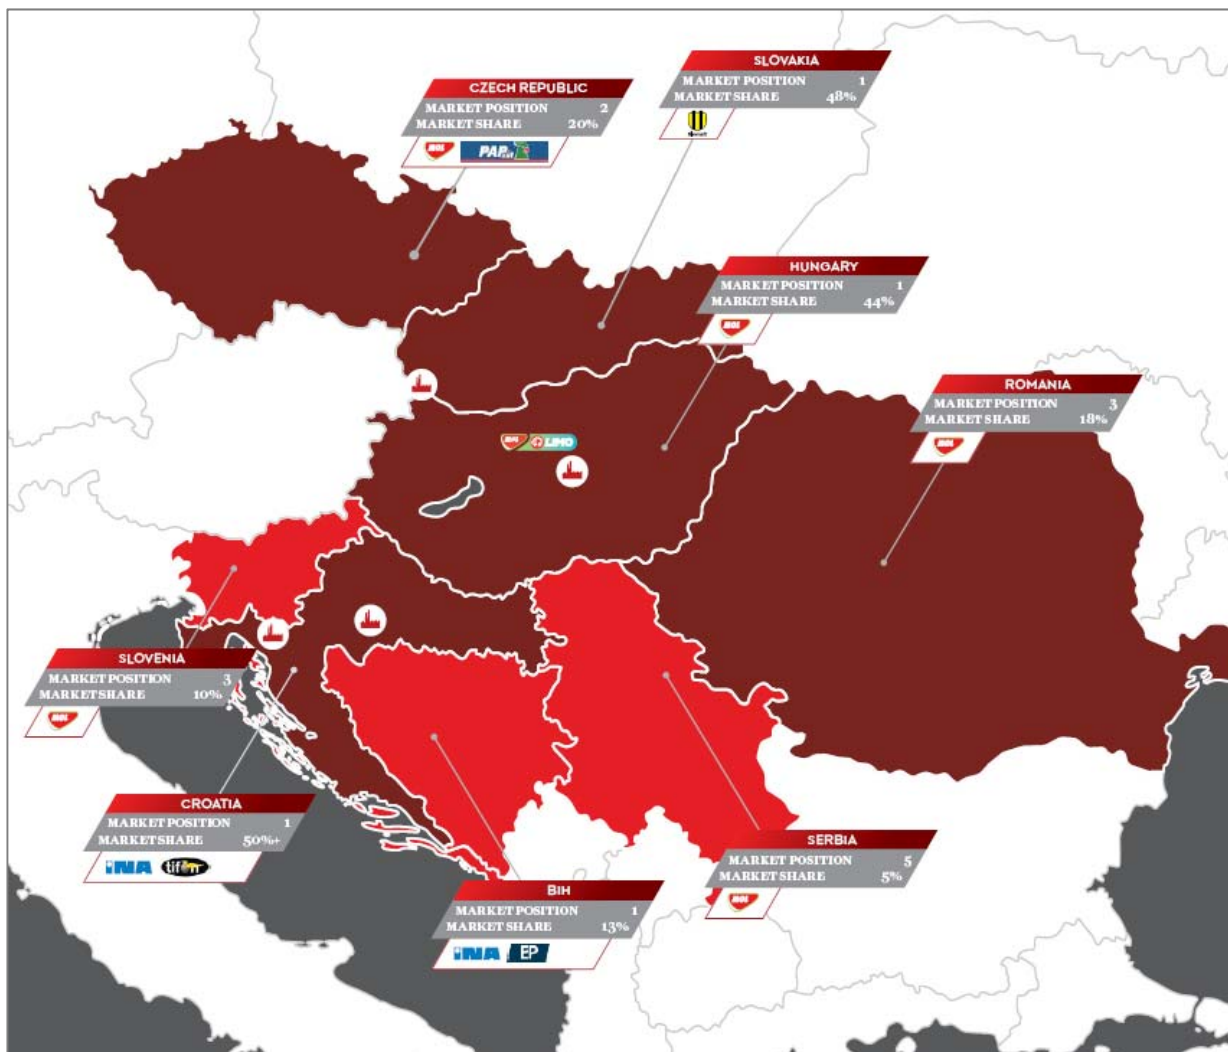 SLOVAKIA
MARKET POSITION 1
MARKET SHARE 48%
CZECH REPUBLIC
MARKET POSITION 2
MARKET SHARE 20%
MOL PAP
HUNGARY
MARKET POSITION 1
MARKET SHARE 44%
MOL
ROMANIA
MARKET POSITION 3
MARKET SHARE 18%
MOL
MOL LIMO
SLOVENIA
MARKET POSITION 3
MARKET SHARE 10%
MOL
CROATIA
MARKET POSITION 1
MARKET SHARE 50%+
INA tifon
SERBIA
MARKET POSITION 5
MARKET SHARE 5%
MOL
BIH
MARKET POSITION 1
MARKET SHARE 13%
INA EP